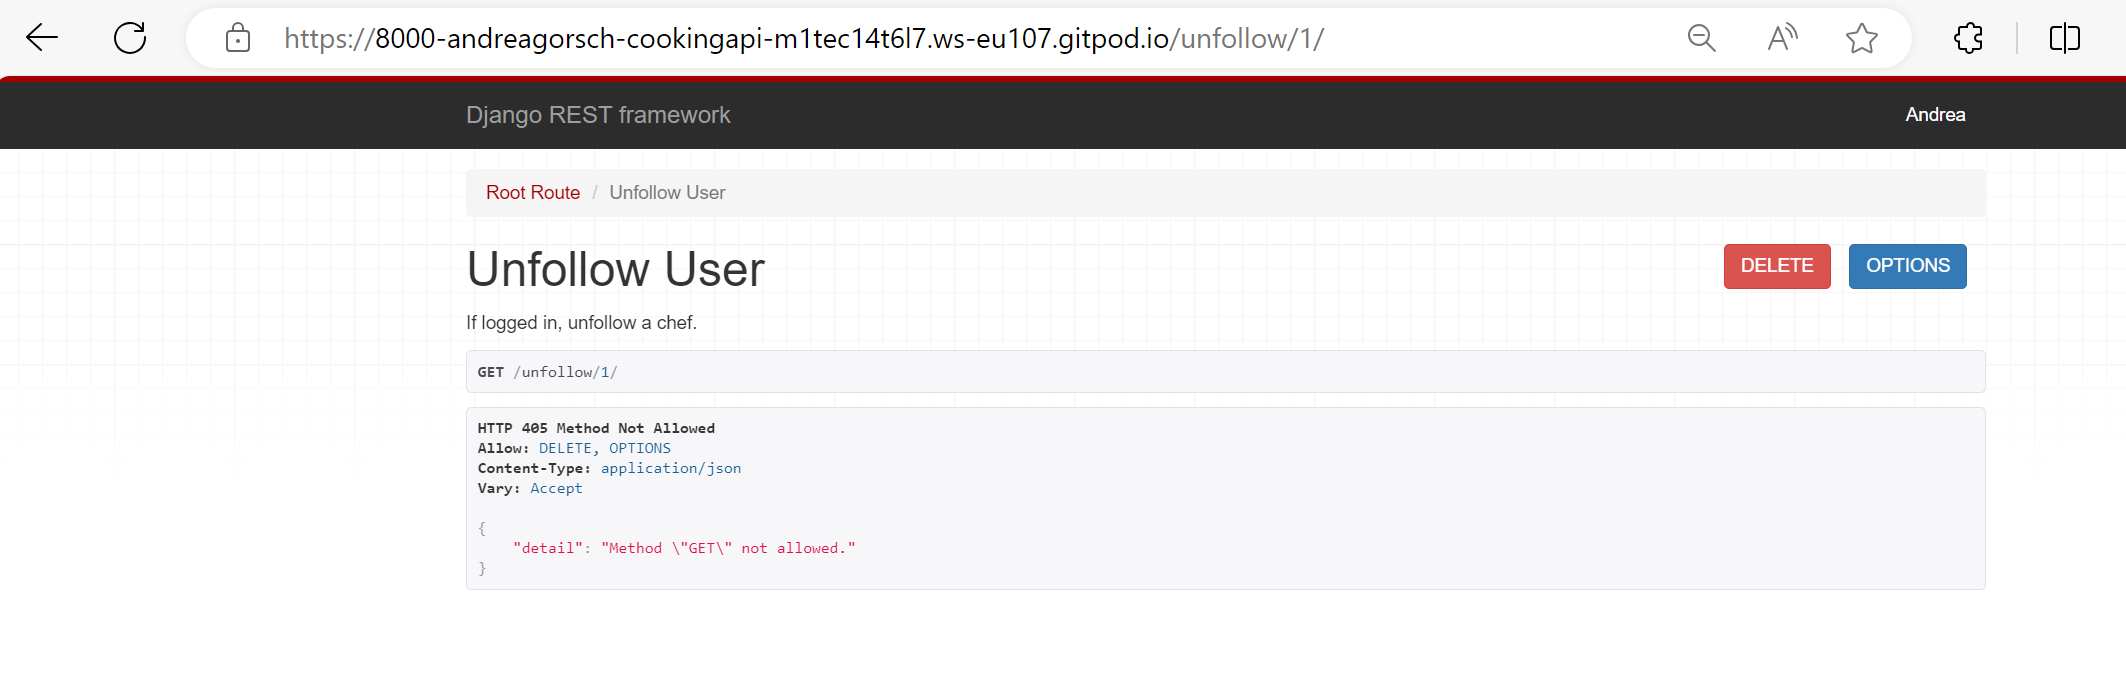 https://8000-andreagorsch-cookingapi-m1tec14t6l7.ws-eu107.gitpod.io/unfollow/1/
Django REST framework
Andrea
Root Route / Unfollow User
Unfollow User
DELETE
OPTIONS
If logged in, unfollow a chef.
GET /unfollow/1/
HTTP 405 Method Not Allowed
Allow: DELETE, OPTIONS
Content-Type: application/json
Vary: Accept
{
    "detail": "Method \"GET\" not allowed."
}